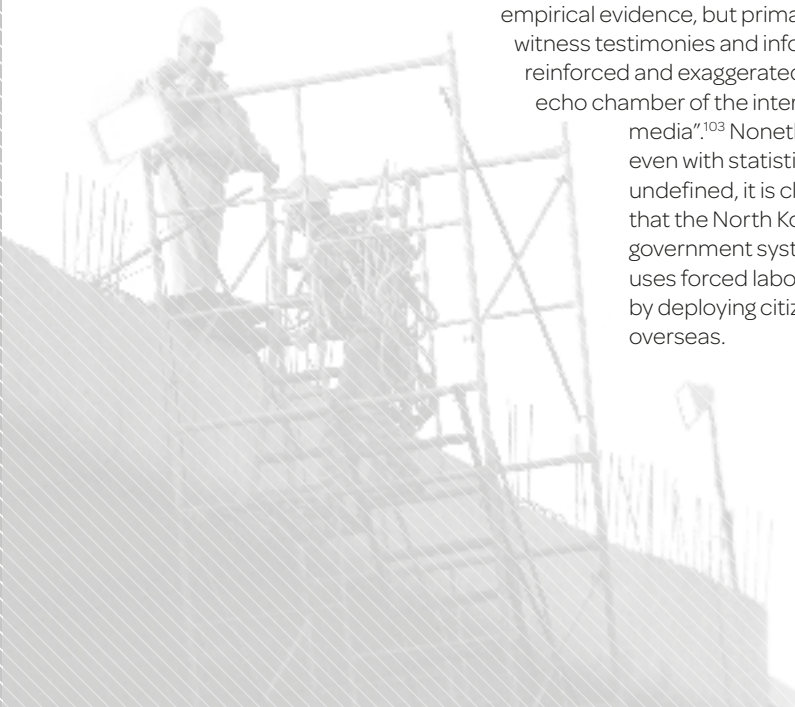 empirical evidence, but prima
witness testimonies and info
reinforced and exaggerated
echo chamber of the inter
media”.103 Noneth
even with statisti
undefined, it is cl
that the North Ko
government syst
uses forced labo
by deploying citiz
overseas.